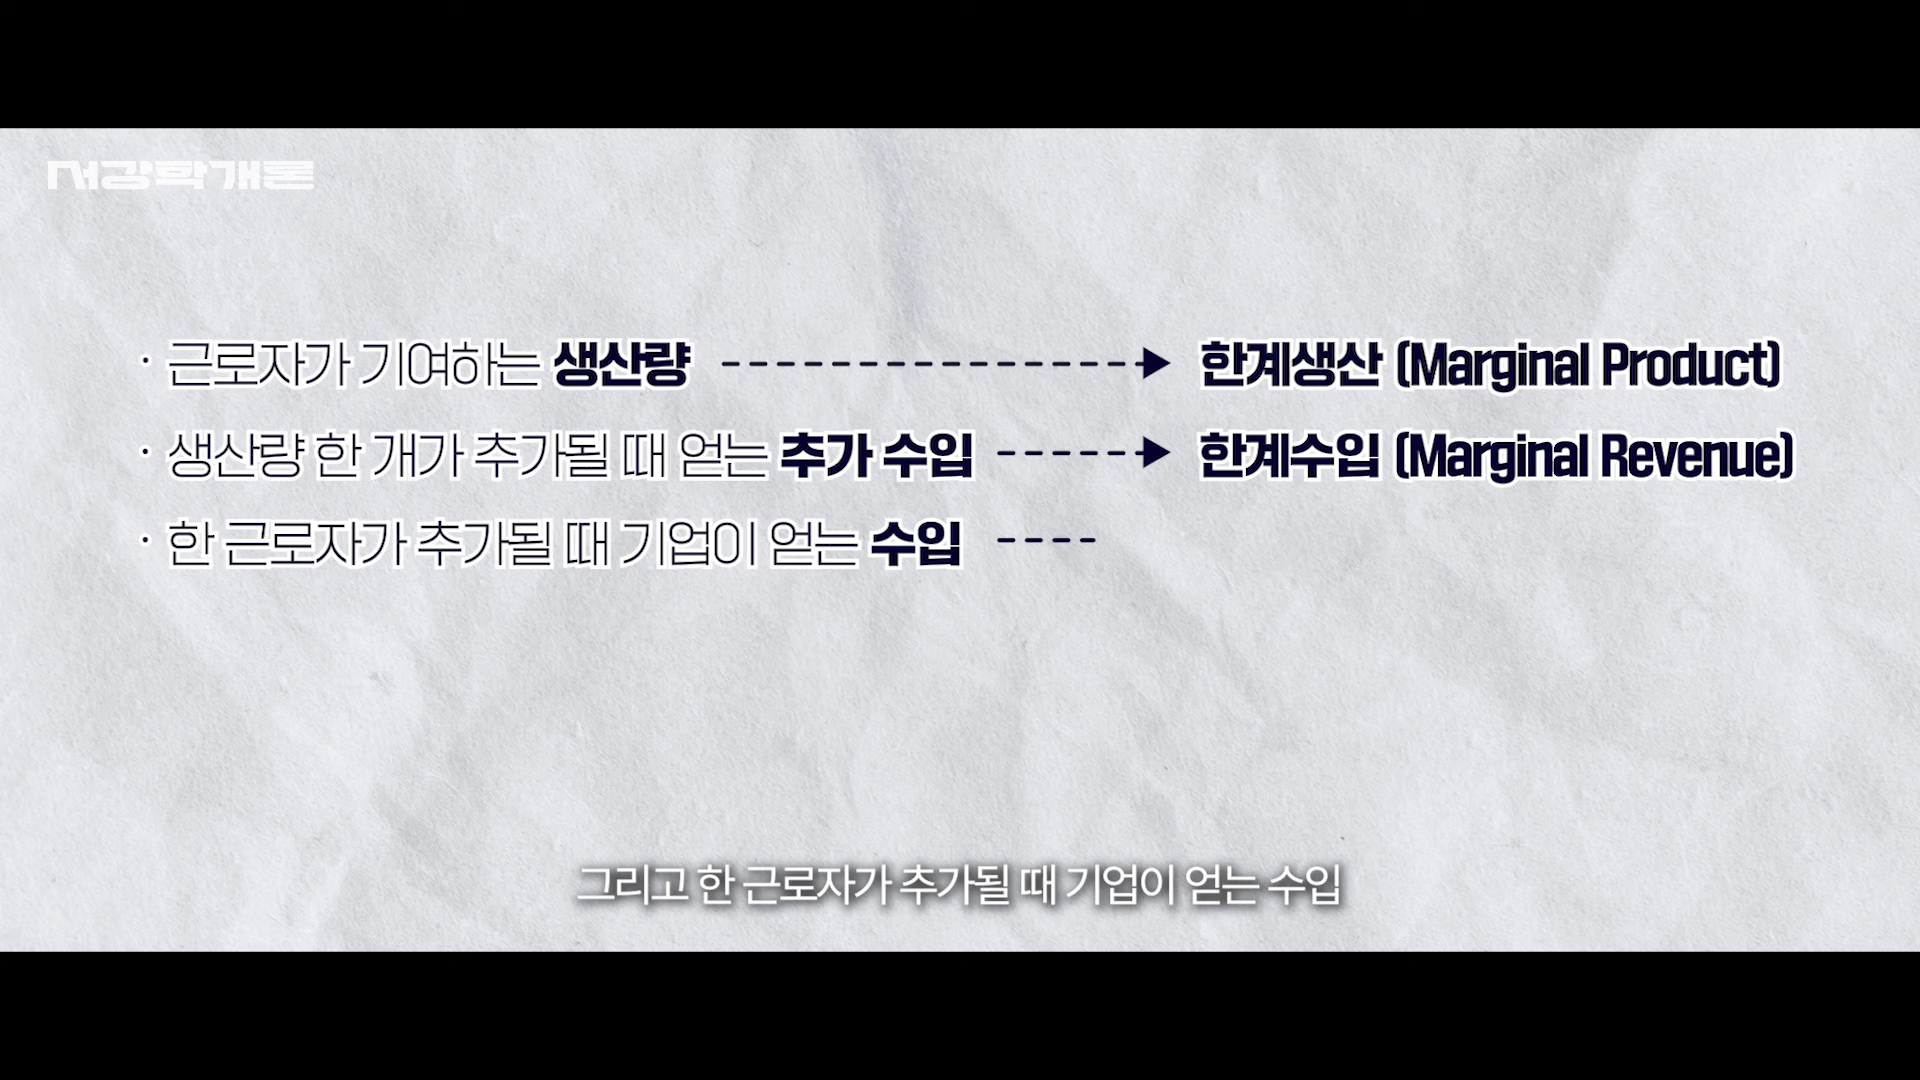 서강학개론
· 근로자가 기여하는 생산량 한계생산 (Marginal Product)
· 생산량 한 개가 추가될 때 얻는 추가 수입 한계수입 (Marginal Revenue)
· 한 근로자가 추가될 때 기업이 얻는 수입
그리고 한 근로자가 추가될 때 기업이 얻는 수입